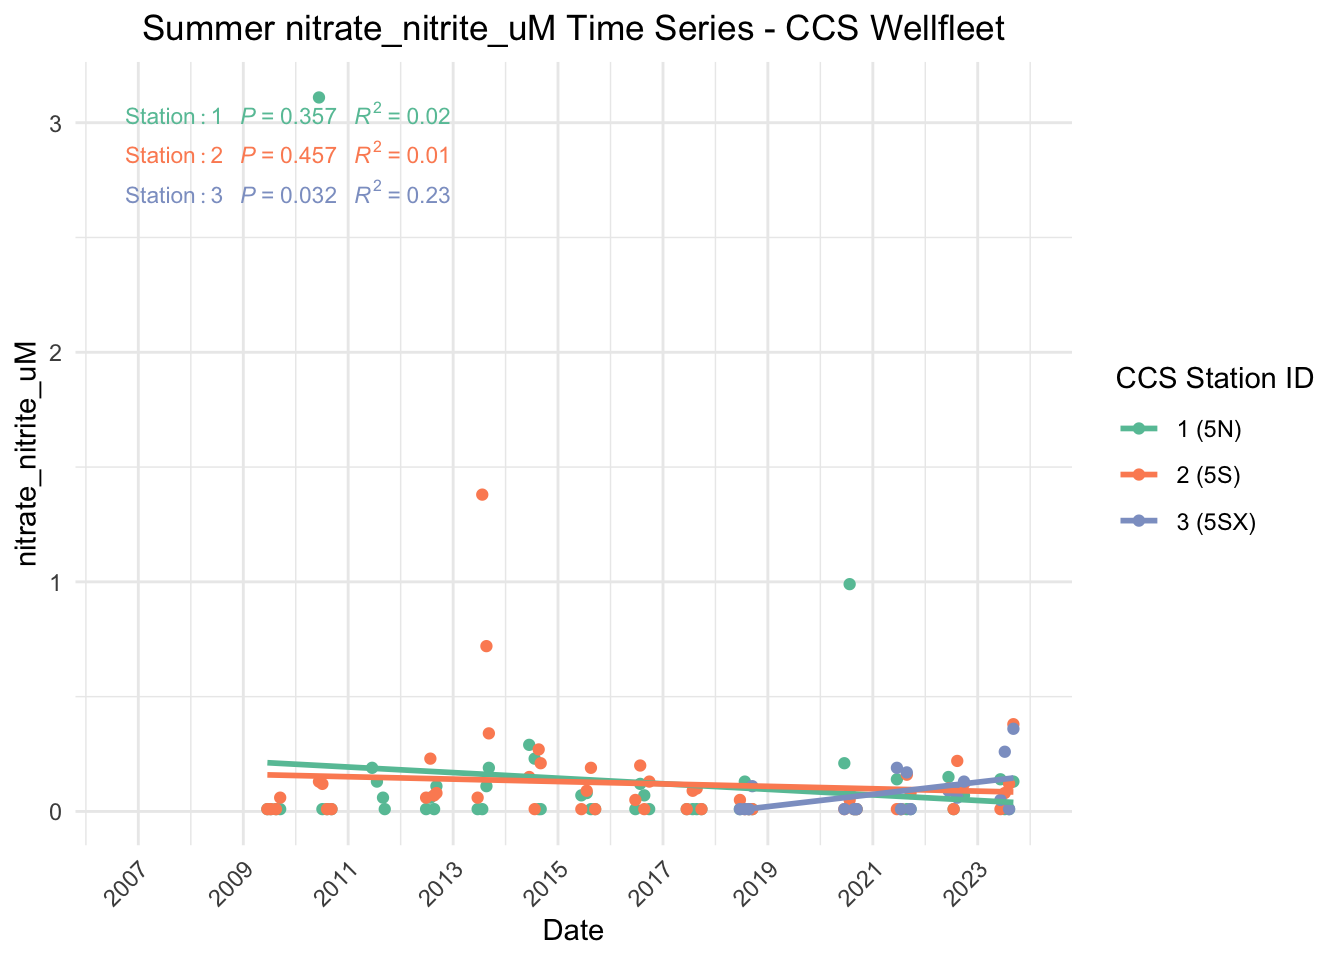 Summer nitrate_nitrite_uM Time Series - CCS Wellfleet
Station: 1 P = 0.357 R² = 0.02
Station: 2 P = 0.457 R² = 0.01
Station: 3 P = 0.032 R² = 0.23
3
2
1
0
nitrate_nitrite_uM
2007 2009 2011 2013 2015 2017 2019 2021 2023
Date
CCS Station ID
1 (5N)
2 (5S)
3 (5SX)